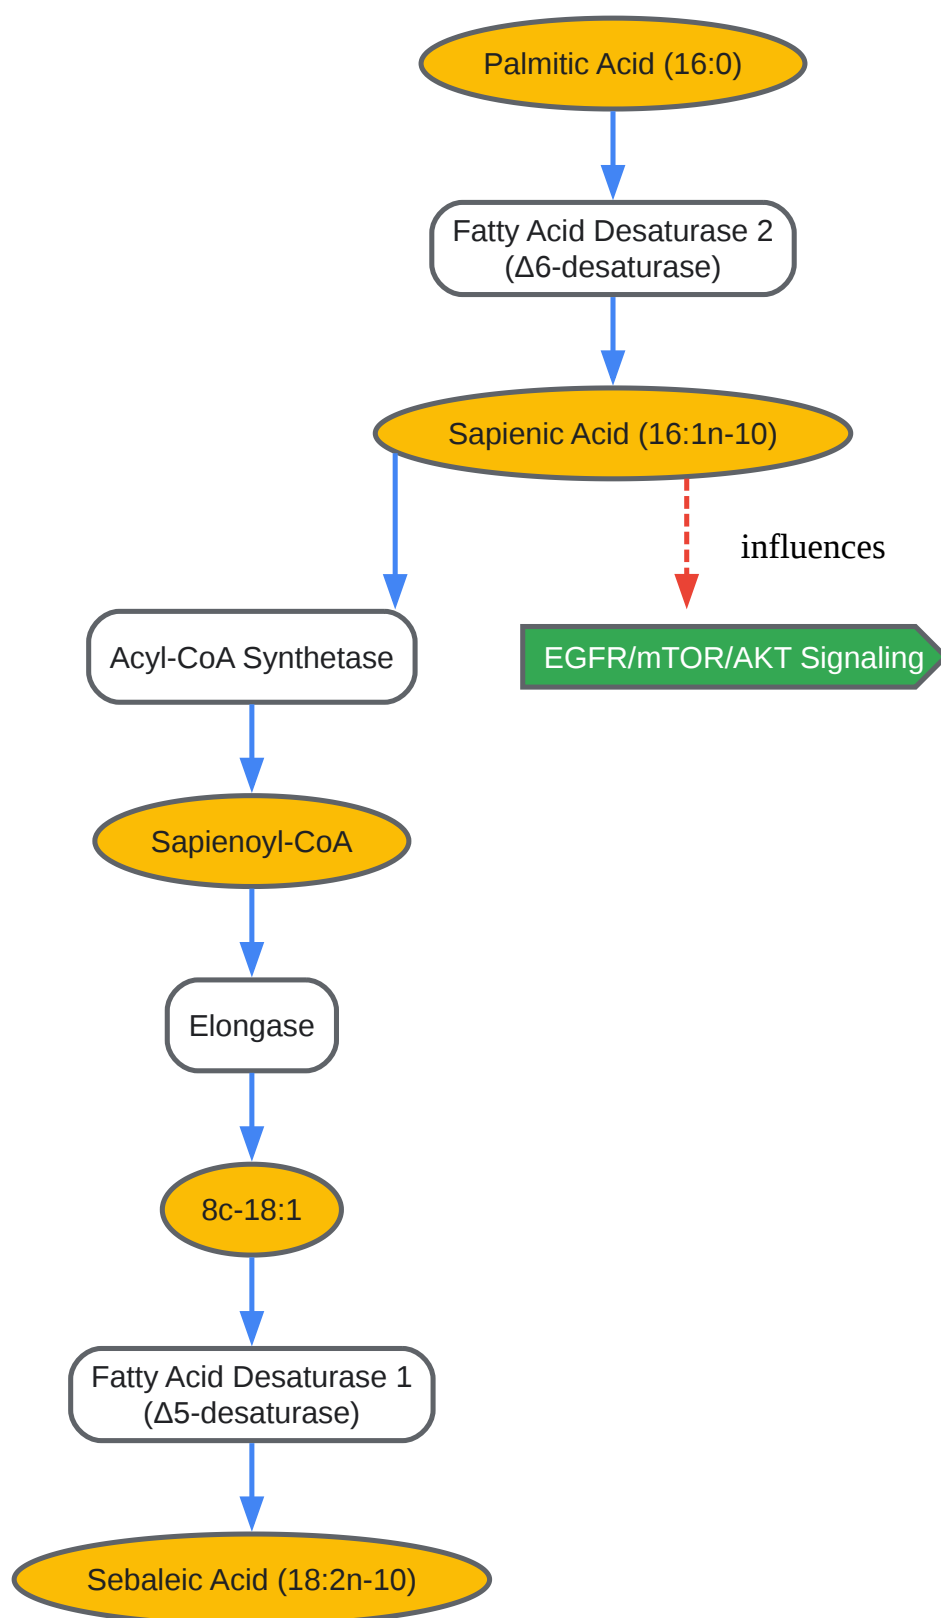 Palmitic Acid (16:0)
Fatty Acid Desaturase 2
(Δ6-desaturase)
Sapienic Acid (16:1n-10)
influences
Acyl-CoA Synthetase
EGFR/mTOR/AKT Signaling
Sapienoyl-CoA
Elongase
8c-18:1
Fatty Acid Desaturase 1
(Δ5-desaturase)
Sebaleic Acid (18:2n-10)